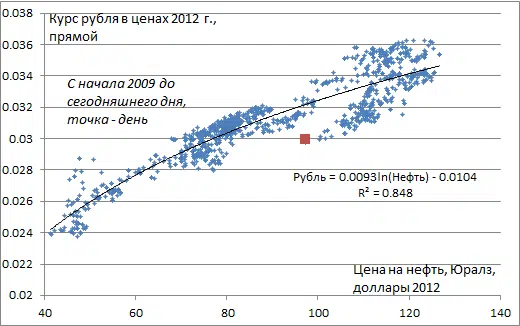 Курс рубля в ценах 2012 г.,
прямой
С начала 2009 до
сегодняшнего дня,
точка - день
Рубль = 0.0093ln(Нефть) - 0.0104
R² = 0.848
Цена на нефть, Юралз,
доллары 2012
0.038
0.036
0.034
0.032
0.03
0.028
0.026
0.024
0.022
0.02
40
60
80
100
120
140